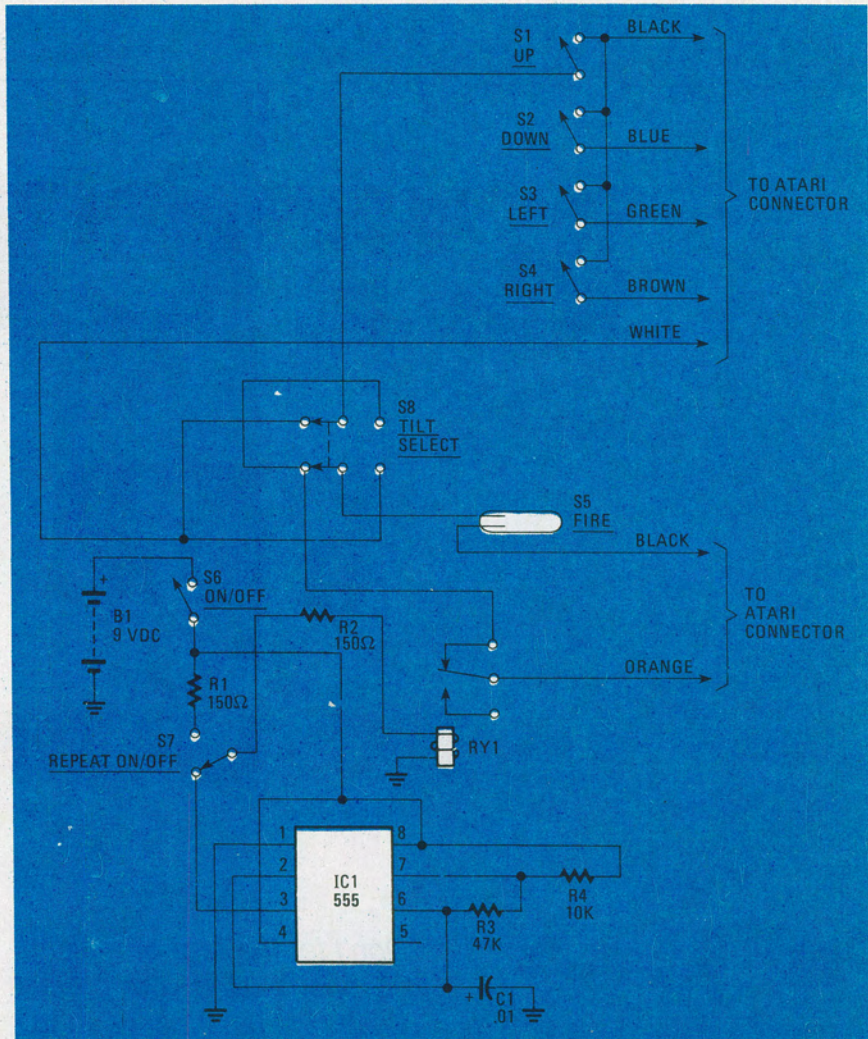 BLACK
S1
UP
S2
DOWN
BLUE
TO ATARI
CONNECTOR
S3
LEFT
GREEN
S4
RIGHT
BROWN
WHITE
S8
TILT
SELECT
S5
FIRE
BLACK
S6
ON/OFF
+
B1
9 VDC
R2
150Ω
TO
ATARI
CONNECTOR
ORANGE
R1
150Ω
S7
REPEAT ON/OFF
RY1
1
8
2
7
IC1
555
R4
10K
3
6
R3
47K
4
5
+
C1
.01